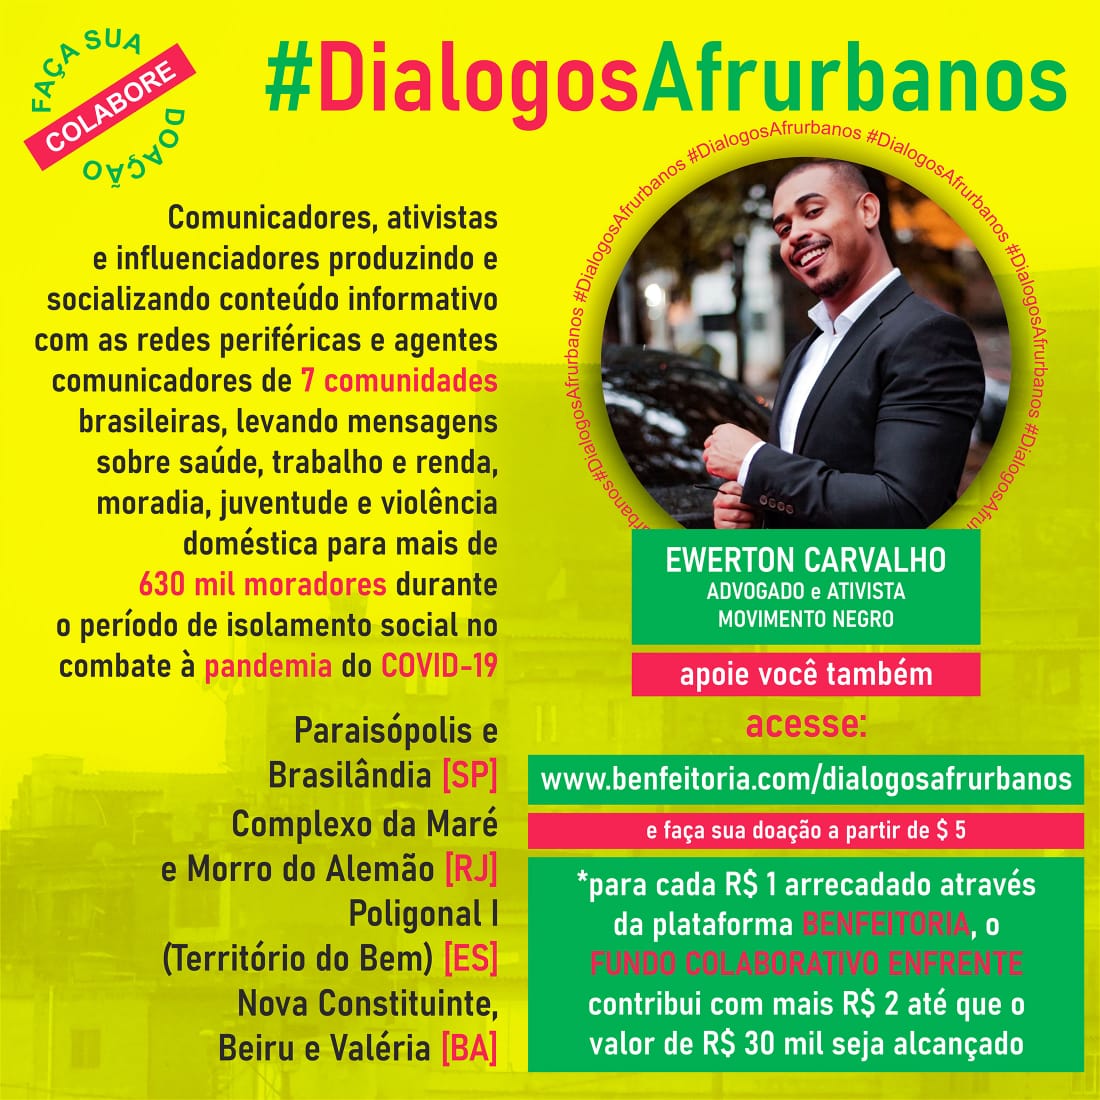 FAÇA SUA
COLABORE
DOAÇÃO
#DialogosAfrurbanos
#DialogosAfrurbanos #DialogosAfrurbanos #DialogosAfrurbanos #DialogosAfrurbanos #DialogosAfrurbanos #DialogosAfrurbanos
Comunicadores, ativistas
e influenciadores produzindo e
socializando conteúdo informativo
com as redes periféricas e agentes
comunicadores de 7 comunidades
brasileiras, levando mensagens
sobre saúde, trabalho e renda,
moradia, juventude e violência
doméstica para mais de
630 mil moradores durante
o período de isolamento social no
combate à pandemia do COVID-19
Paraisópolis e
Brasilândia [SP]
Complexo da Maré
e Morro do Alemão [RJ]
Poligonal I
(Território do Bem) [ES]
Nova Constituinte,
Beiru e Valéria [BA]
EWERTON CARVALHO
ADVOGADO e ATIVISTA
MOVIMENTO NEGRO
apoie você também
acesse:
www.benfeitoria.com/dialogosafrurbanos
e faça sua doação a partir de $ 5
*para cada R$ 1 arrecadado através
da plataforma BENFEITORIA, o
FUNDO COLABORATIVO ENFRENTE
contribui com mais R$ 2 até que o
valor de R$ 30 mil seja alcançado